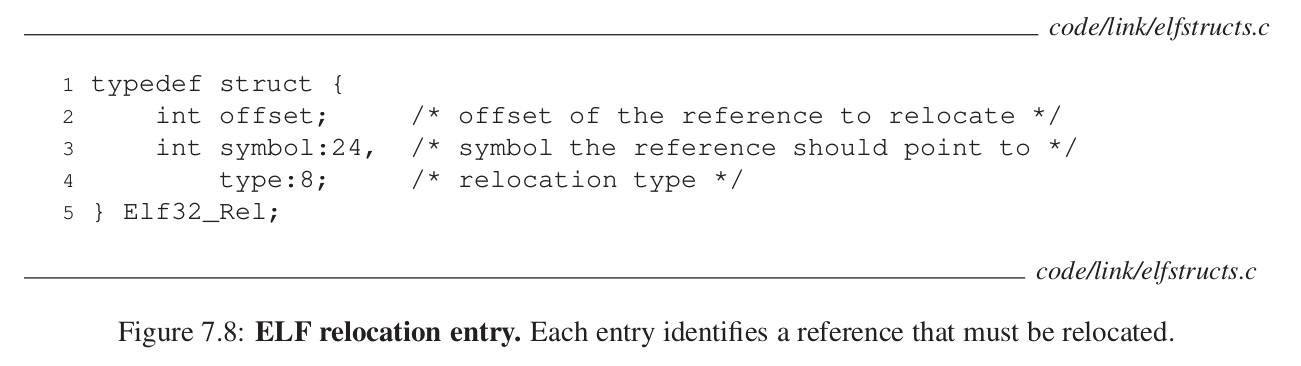 code/link/elfstructs.c
1 typedef struct {
2     int offset;     /* offset of the reference to relocate */
3     int symbol:24,  /* symbol the reference should point to */
4         type:8;     /* relocation type */
5 } Elf32_Rel;
code/link/elfstructs.c
Figure 7.8: ELF relocation entry. Each entry identifies a reference that must be relocated.